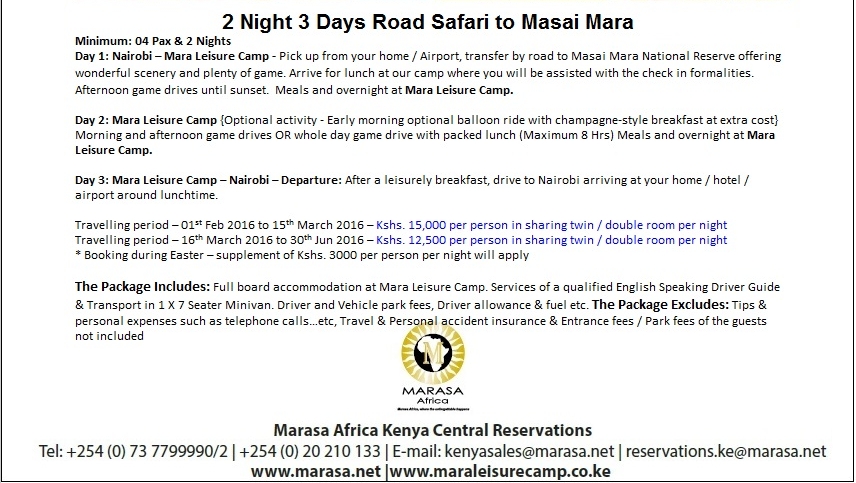 2 Night 3 Days Road Safari to Masai Mara
Minimum: 04 Pax & 2 Nights
Day 1: Nairobi – Mara Leisure Camp - Pick up from your home / Airport, transfer by road to Masai Mara National Reserve offering
wonderful scenery and plenty of game. Arrive for lunch at our camp where you will be assisted with the check in formalities.
Afternoon game drives until sunset.  Meals and overnight at Mara Leisure Camp.
Day 2: Mara Leisure Camp {Optional activity - Early morning optional balloon ride with champagne-style breakfast at extra cost}
Morning and afternoon game drives OR whole day game drive with packed lunch (Maximum 8 Hrs) Meals and overnight at Mara
Leisure Camp.
Day 3: Mara Leisure Camp – Nairobi – Departure: After a leisurely breakfast, drive to Nairobi arriving at your home / hotel /
airport around lunchtime.
Travelling period – 01st Feb 2016 to 15th March 2016 – Kshs. 15,000 per person in sharing twin / double room per night
Travelling period – 16th March 2016 to 30th Jun 2016 – Kshs. 12,500 per person in sharing twin / double room per night
* Booking during Easter – supplement of Kshs. 3000 per person per night will apply
The Package Includes: Full board accommodation at Mara Leisure Camp. Services of a qualified English Speaking Driver Guide
& Transport in 1 X 7 Seater Minivan. Driver and Vehicle park fees, Driver allowance & fuel etc. The Package Excludes: Tips &
personal expenses such as telephone calls…etc, Travel & Personal accident insurance & Entrance fees / Park fees of the guests
not included
M
MARASA
Africa
Marasa Africa, where the unforgettable happens
Marasa Africa Kenya Central Reservations
Tel: +254 (0) 73 7799990/2 | +254 (0) 20 210 133 | E-mail: kenyasales@marasa.net | reservations.ke@marasa.net
www.marasa.net |www.maraleisurecamp.co.ke